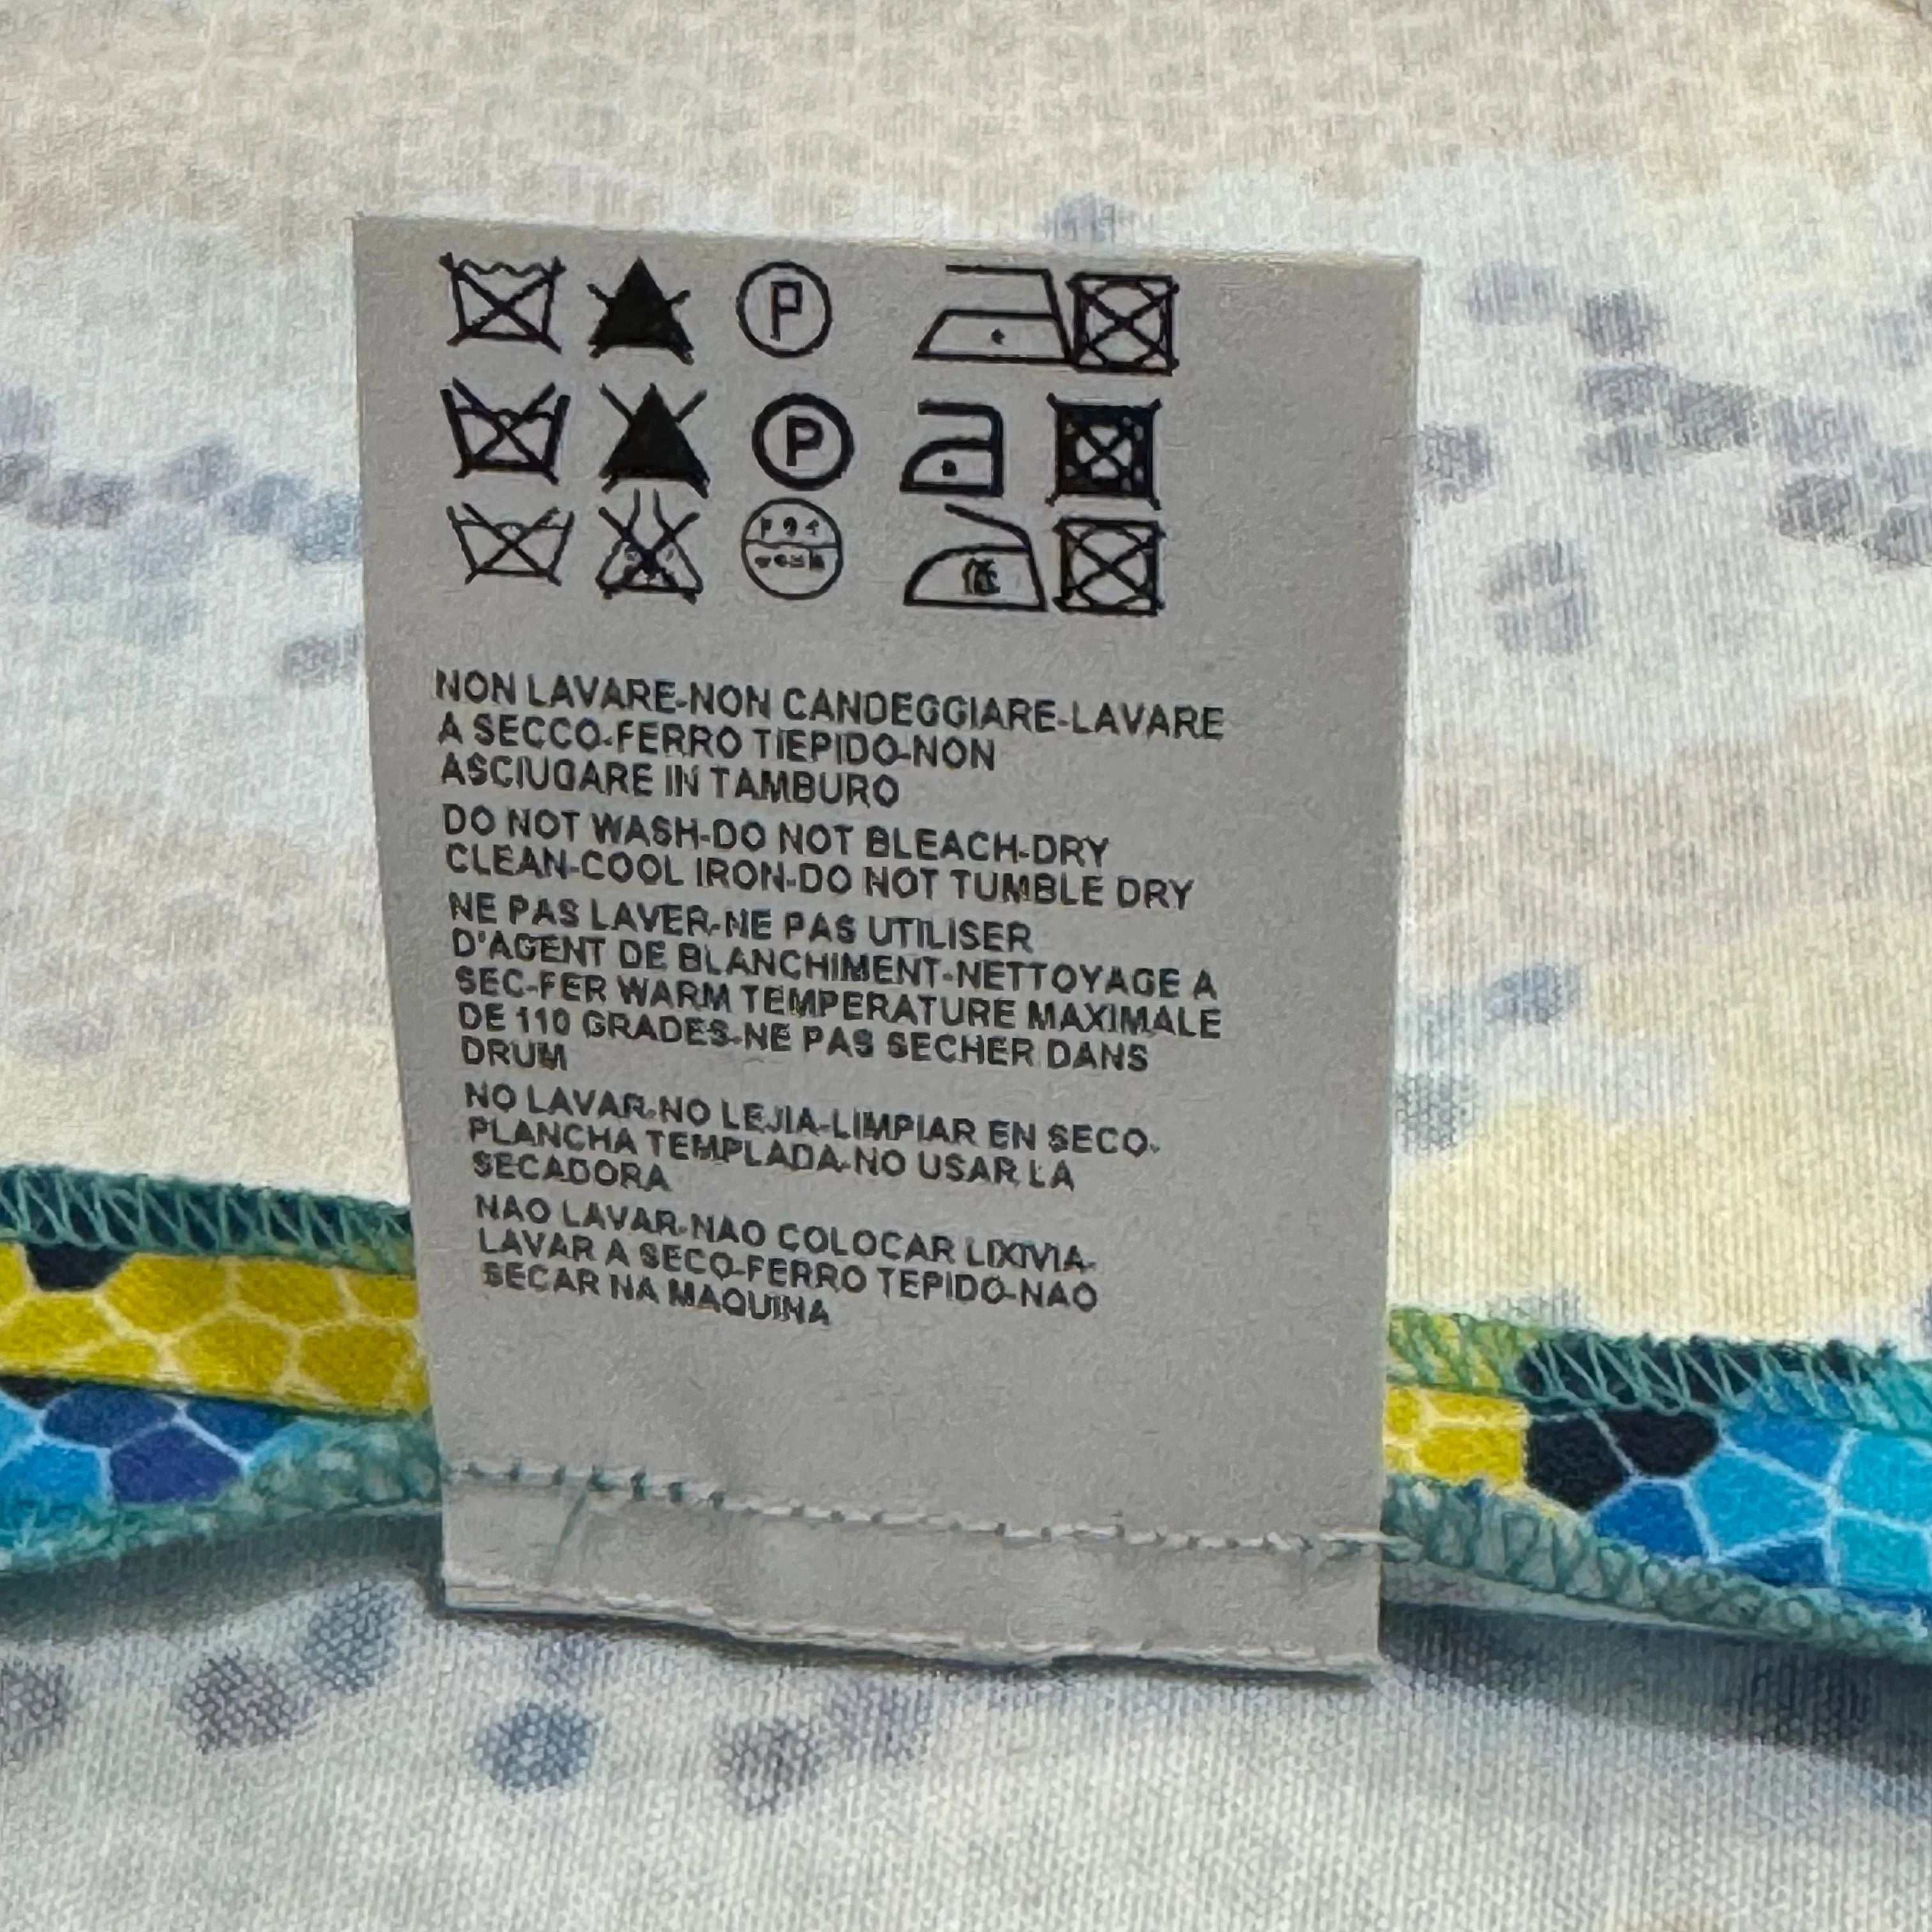 P
P
NON LAVARE-NON CANDEGGIARE-LAVARE
A SECCO-FERRO TIEPIDO-NON
ASCIUGARE IN TAMBURO
DO NOT WASH-DO NOT BLEACH-DRY
CLEAN-COOL IRON-DO NOT TUMBLE DRY
NE PAS LAVER-NE PAS UTILISER
D'AGENT DE BLANCHIMENT-NETTOYAGE A
SEC-FER WARM TEMPERATURE MAXIMALE
DE 110 GRADES-NE PAS SECHER DANS
DRUM
NO LAVAR-NO LEJIA-LIMPIAR EN SECO-
PLANCHA TEMPLADA-NO USAR LA
SECADORA
NAO LAVAR-NAO COLOCAR LIXIVIA-
LAVAR A SECO-FERRO TEPIDO-NAO
SECAR NA MAQUINA